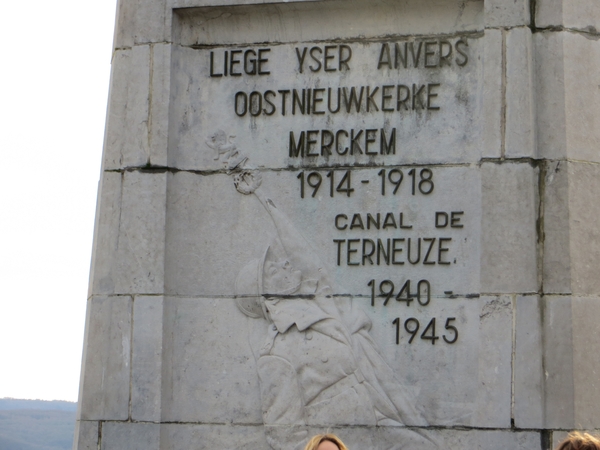 LIEGE YSER ANVERS
OOSTNIEUWKERKE
MERCKEM
1914 - 1918
CANAL DE
TERNEUZE.
1940 -
1945